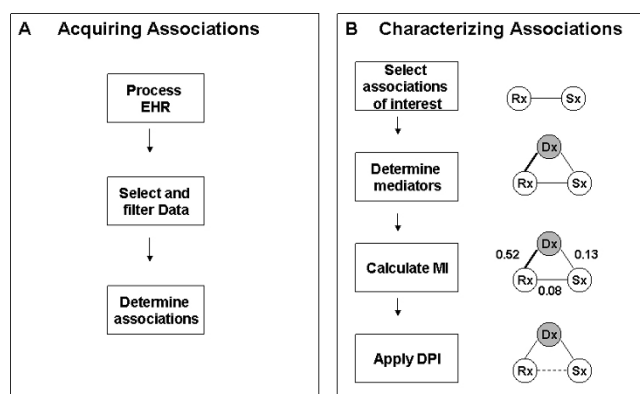 A Acquiring Associations
Process
EHR
Select and
filter Data
Determine
associations
B Characterizing Associations
Select
associations
of interest
Rx Sx
Determine
mediators
Dx
Rx Sx
Calculate MI
Dx
0.52 0.13
Rx Sx
0.08
Apply DPI
Dx
Rx Sx